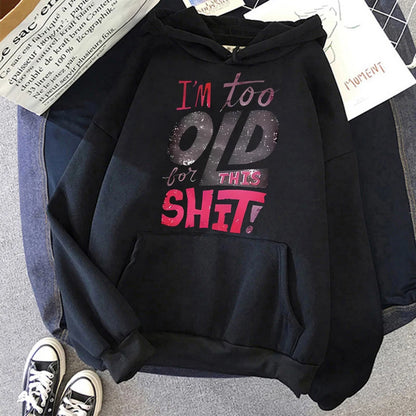 I'M too
OLD
for THIS
SHIT!
MOMENT